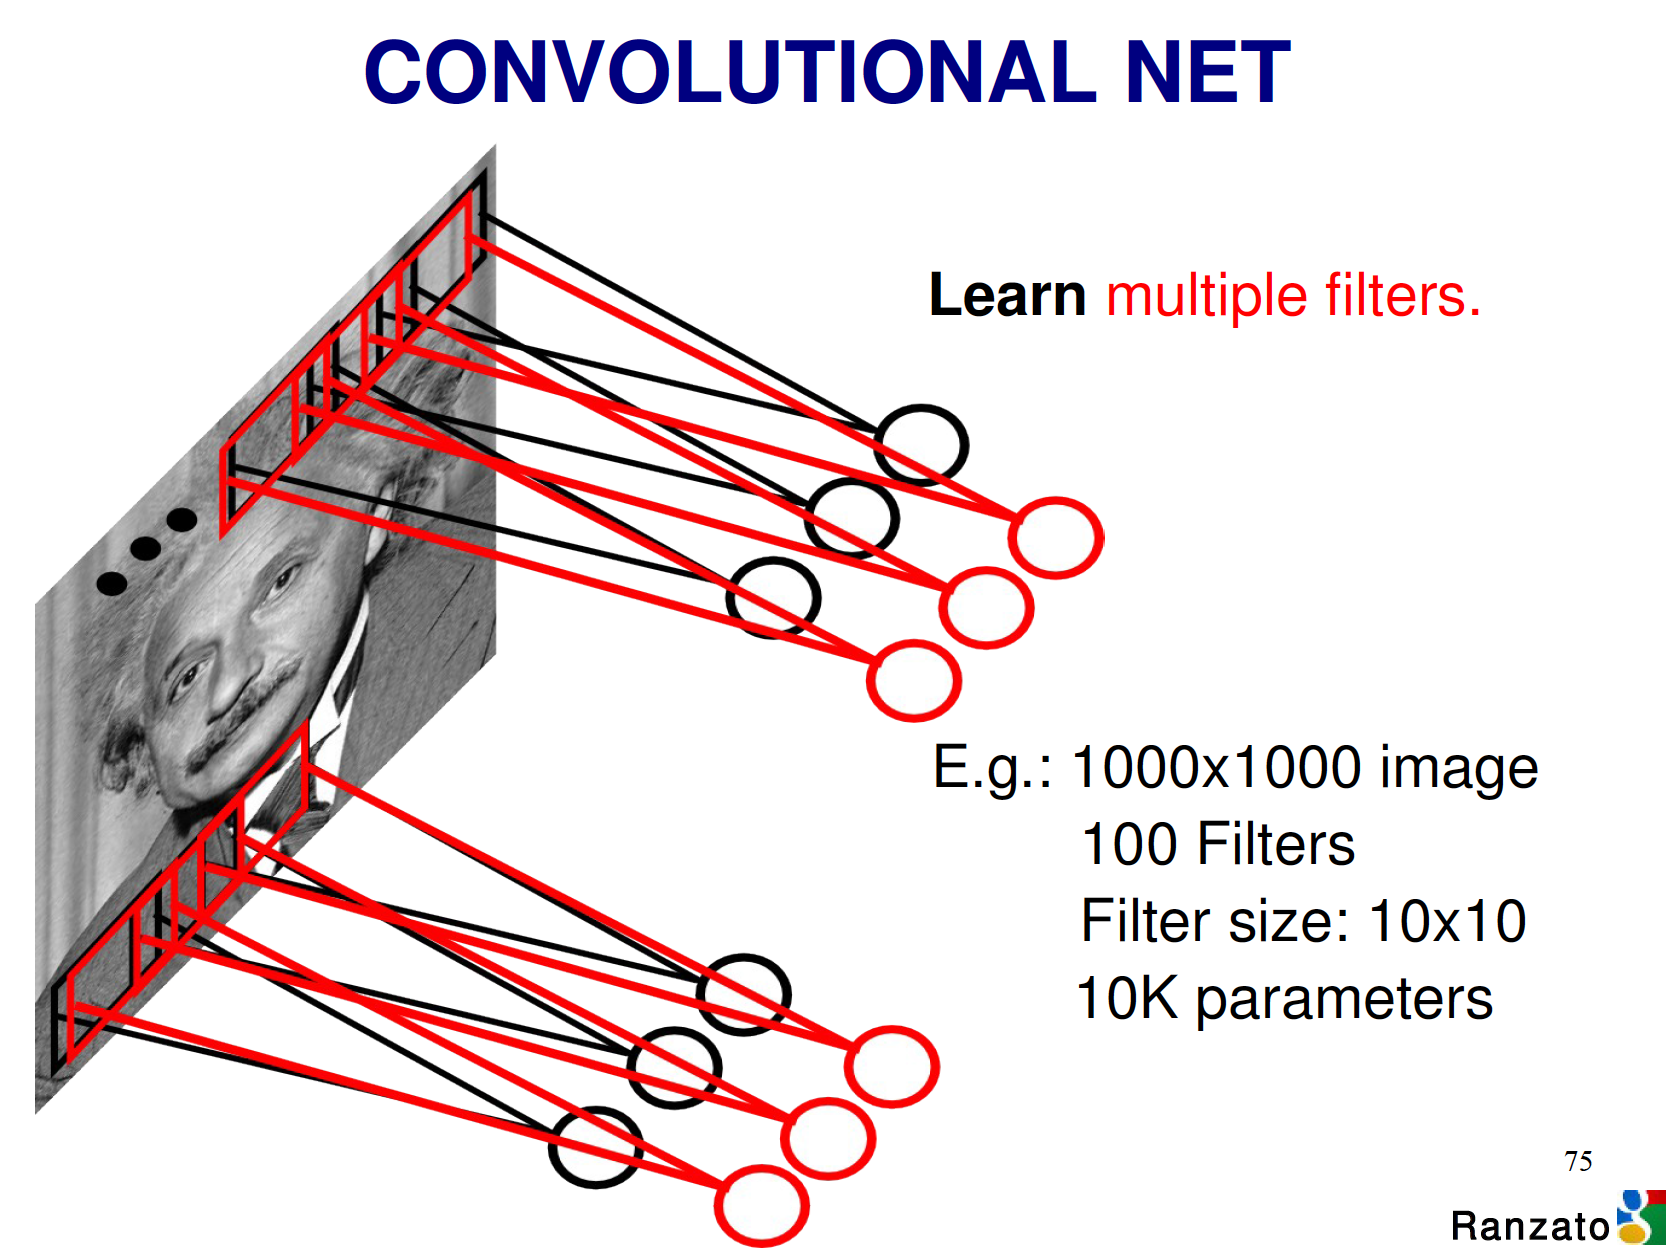 CONVOLUTIONAL NET
Learn multiple filters.
E.g.: 1000x1000 image
100 Filters
Filter size: 10x10
10K parameters
75
Ranzato